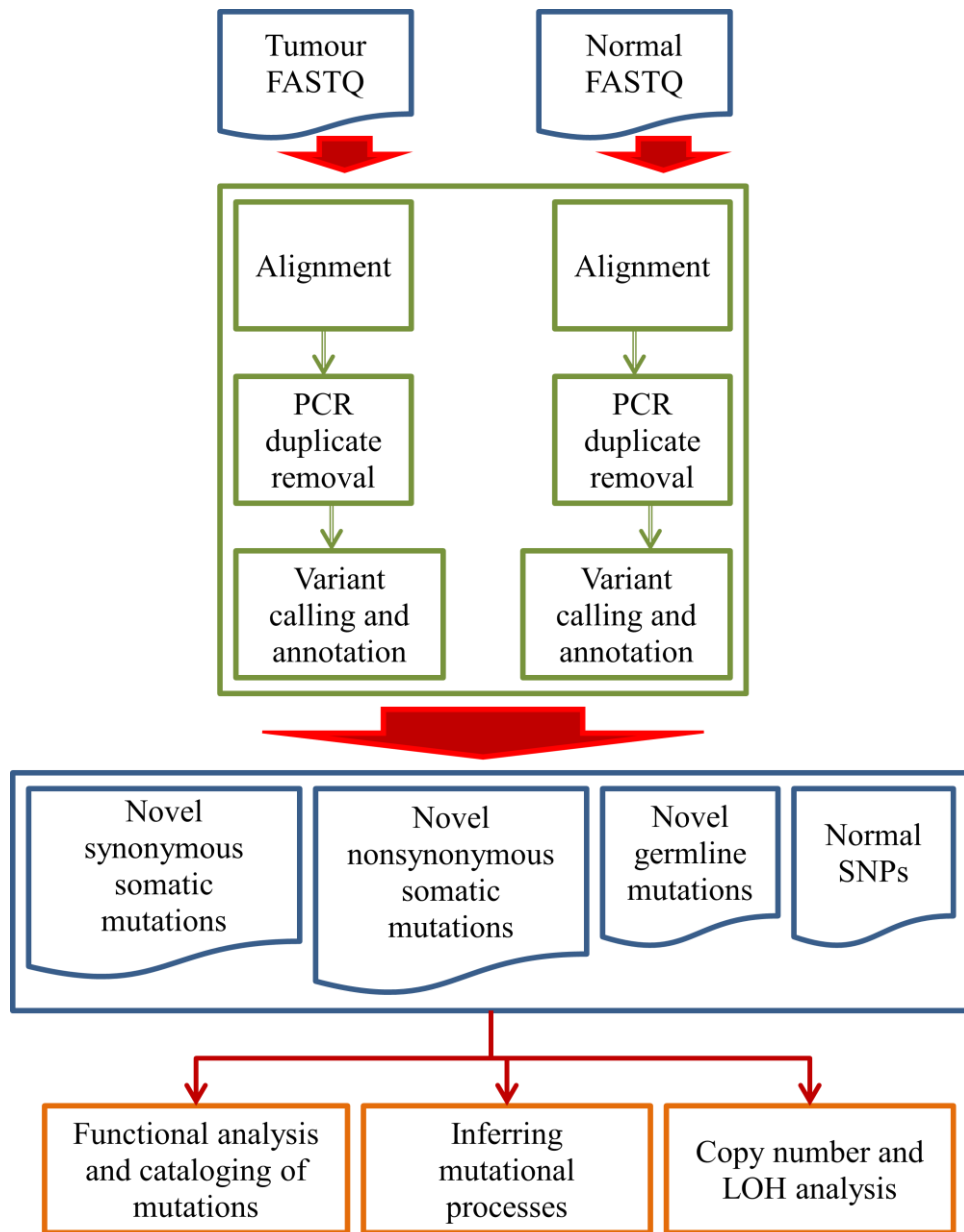 Tumour
FASTQ
Normal
FASTQ
Alignment
Alignment
PCR
duplicate
removal
PCR
duplicate
removal
Variant
calling and
annotation
Variant
calling and
annotation
Novel
synonymous
somatic
mutations
Novel
nonsynonymous
somatic
mutations
Novel
germline
mutations
Normal
SNPs
Functional analysis
and cataloging of
mutations
Inferring
mutational
processes
Copy number and
LOH analysis